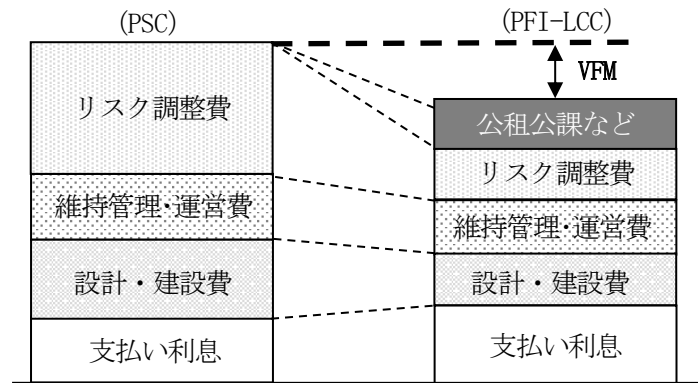 (PSC)
(PFI-LCC)
VFM
リスク調整費
公租公課など
リスク調整費
維持管理・運営費
維持管理・運営費
設計・建設費
設計・建設費
支払い利息
支払い利息